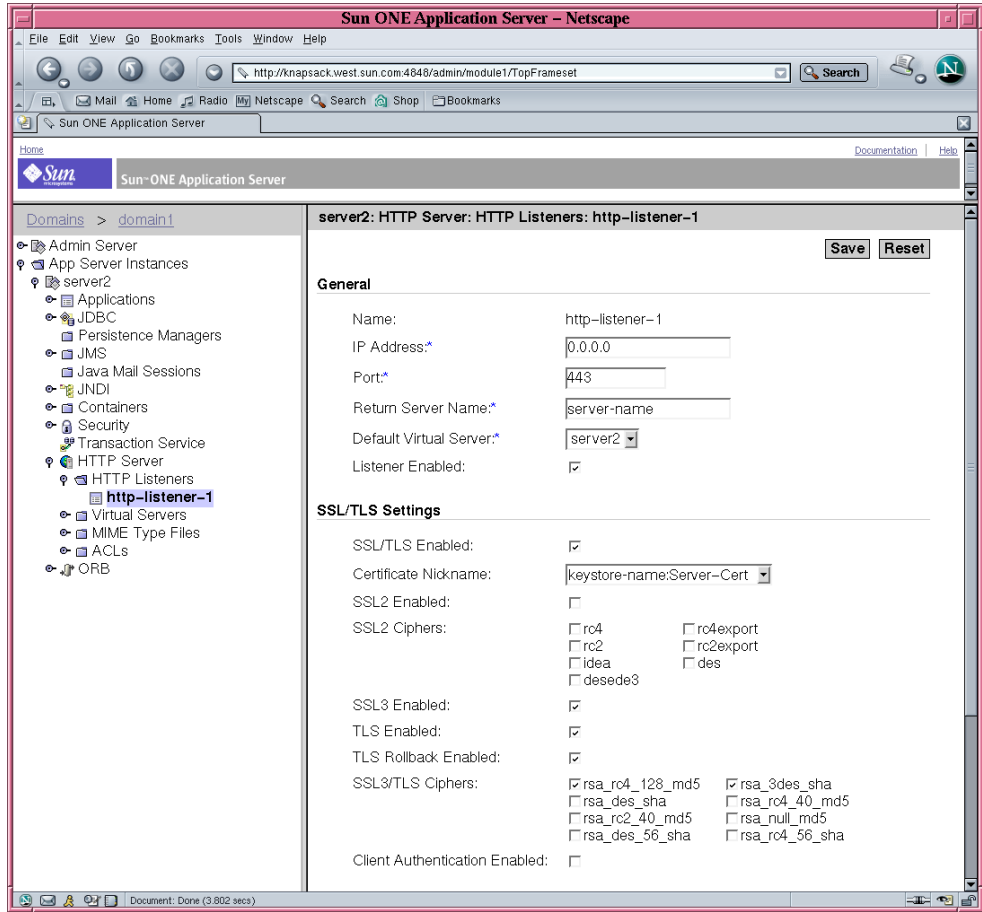 Sun ONE Application Server – Netscape
File Edit View Go Bookmarks Tools Window Help
http://knapsack.west.sun.com:4848/admin/module1/TopFrameset
Search
N
Mail Home Radio My Netscape Search Shop Bookmarks
Sun ONE Application Server
Home
Documentation | Help
Sun
microsystems
Sun™ ONE Application Server
Domains > domain1
Admin Server
App Server Instances
server2
Applications
JDBC
Persistence Managers
JMS
Java Mail Sessions
JNDI
Containers
Security
Transaction Service
HTTP Server
HTTP Listeners
http–listener–1
Virtual Servers
MIME Type Files
ACLs
ORB
server2: HTTP Server: HTTP Listeners: http–listener–1
Save Reset
General
Name: http–listener–1
IP Address:* 0.0.0.0
Port:* 443
Return Server Name:* server-name
Default Virtual Server:* server2
Listener Enabled:
SSL/TLS Settings
SSL/TLS Enabled:
Certificate Nickname: keystore-name:Server–Cert
SSL2 Enabled:
SSL2 Ciphers: rc4 rc4export
rc2 rc2export
idea des
desede3
SSL3 Enabled:
TLS Enabled:
TLS Rollback Enabled:
SSL3/TLS Ciphers: rsa_rc4_128_md5 rsa_3des_sha
rsa_des_sha rsa_rc4_40_md5
rsa_rc2_40_md5 rsa_null_md5
rsa_des_56_sha rsa_rc4_56_sha
Client Authentication Enabled:
Document: Done (3.802 secs)